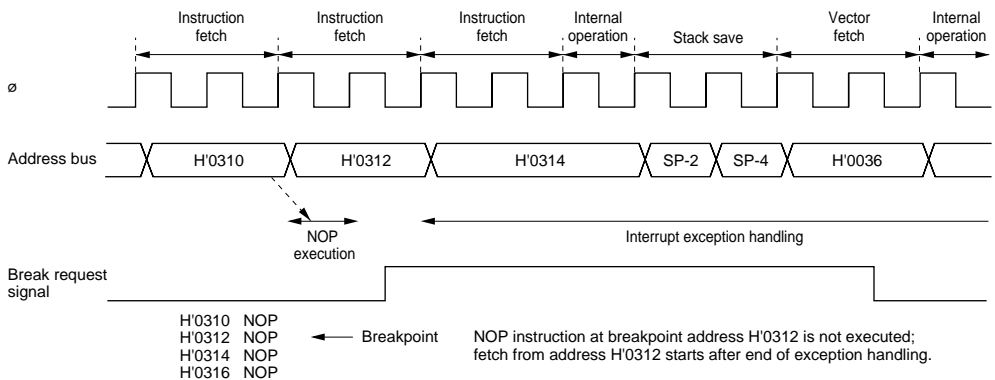 Instruction fetch
Instruction fetch
Instruction fetch
Internal operation
Stack save
Vector fetch
Internal operation
ø
Address bus
H'0310
H'0312
H'0314
SP-2
SP-4
H'0036
NOP execution
Interrupt exception handling
Break request signal
H'0310 NOP
H'0312 NOP
H'0314 NOP
H'0316 NOP
Breakpoint
NOP instruction at breakpoint address H'0312 is not executed;
fetch from address H'0312 starts after end of exception handling.